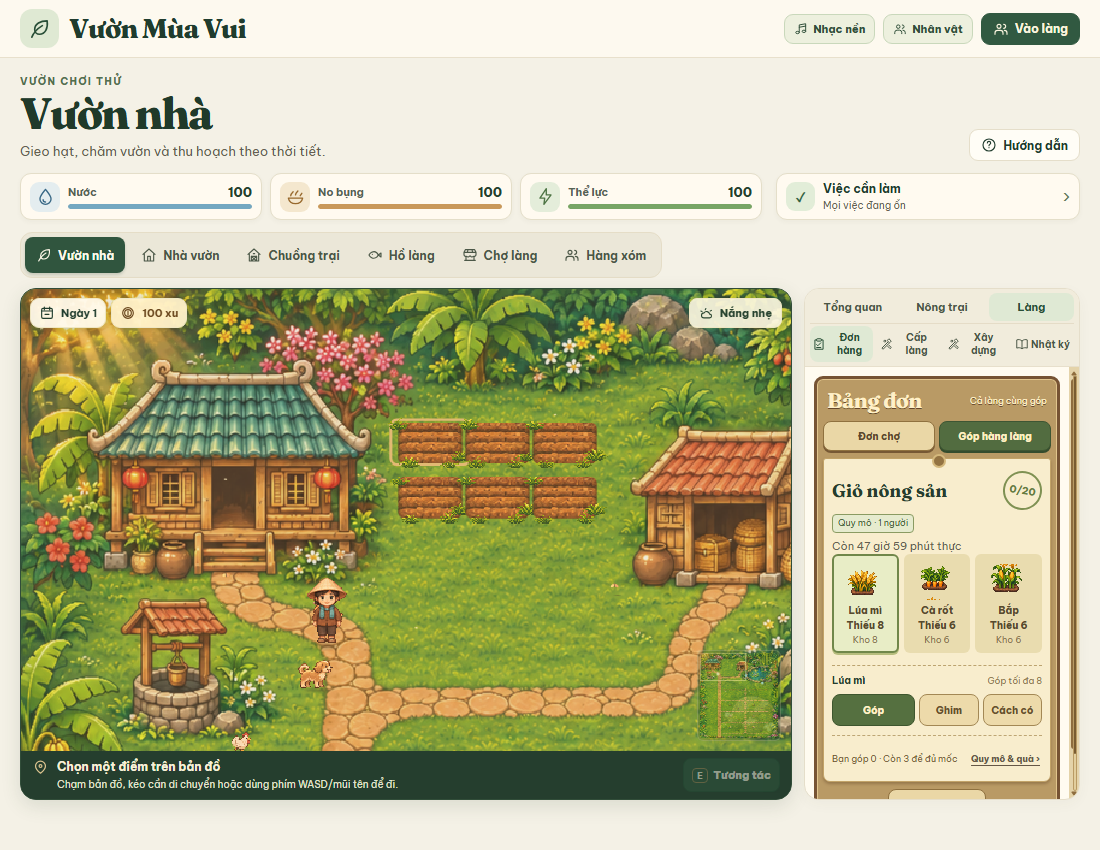 Vườn Mùa Vui
Nhạc nền
Nhân vật
Vào làng
VƯỜN CHƠI THỬ
Vườn nhà
Gieo hạt, chăm vườn và thu hoạch theo thời tiết.
Hướng dẫn
Nước 100
No bụng 100
Thể lực 100
Việc cần làm
Mọi việc đang ổn
Vườn nhà
Nhà vườn
Chuồng trại
Hồ làng
Chợ làng
Hàng xóm
Ngày 1
100 xu
Nắng nhẹ
Chọn một điểm trên bản đồ
Chạm bản đồ, kéo cần di chuyển hoặc dùng phím WASD/mũi tên để đi.
E Tương tác
Tổng quan
Nông trại
Làng
Đơn hàng
Cấp làng
Xây dựng
Nhật ký
Bảng đơn
Cả làng cùng góp
Đơn chợ
Góp hàng làng
Giỏ nông sản
0/20
Quy mô · 1 người
Còn 47 giờ 59 phút thực
Lúa mì
Thiếu 8
Kho 8
Cà rốt
Thiếu 6
Kho 6
Bắp
Thiếu 6
Kho 6
Lúa mì
Góp tối đa 8
Góp
Ghim
Cách có
Bạn góp 0 · Còn 3 để đủ mốc
Quy mô & quà ›